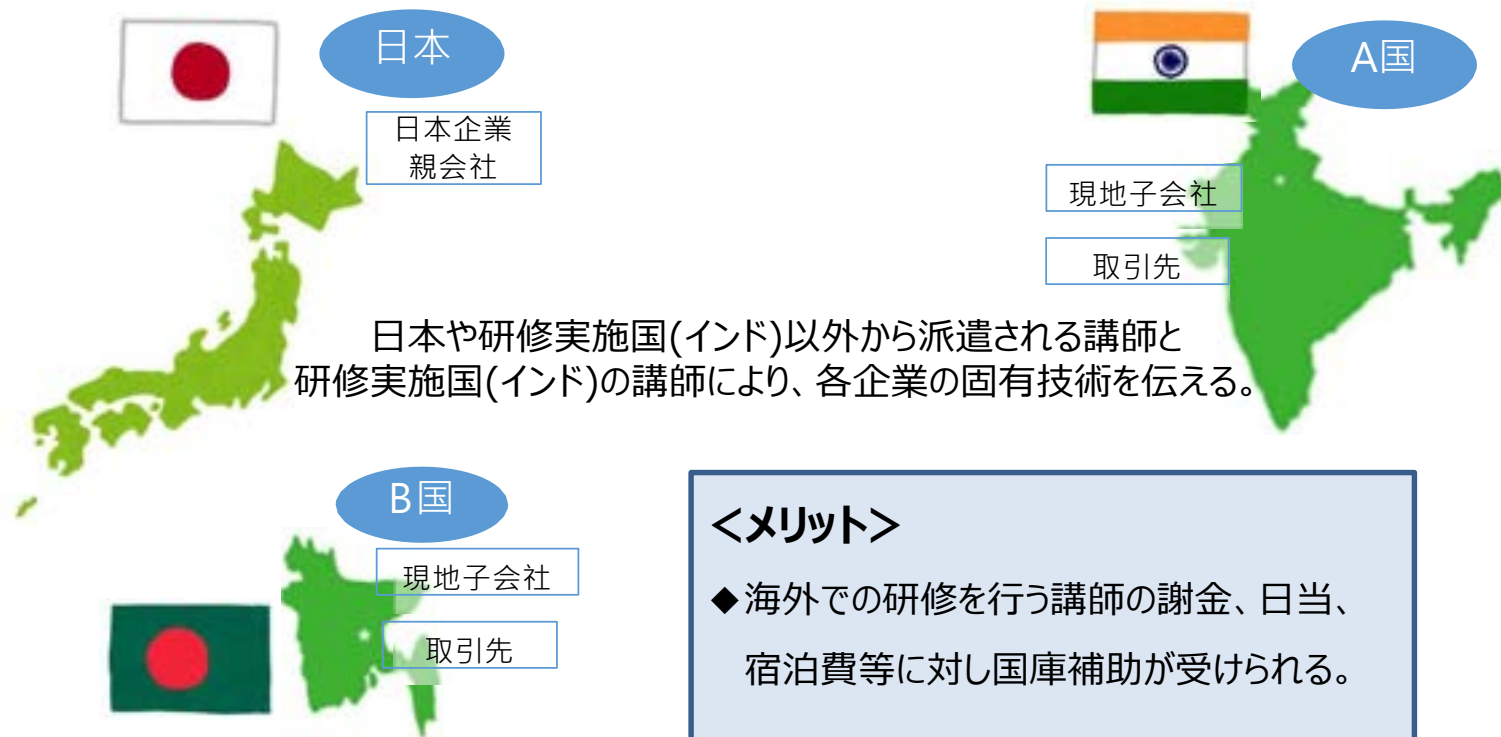 日本
日本企業
親会社
A国
現地子会社
取引先
日本や研修実施国(インド)以外から派遣される講師と
研修実施国(インド)の講師により、各企業の固有技術を伝える。
B国
現地子会社
取引先
＜メリット＞
◆海外での研修を行う講師の謝金、日当、
宿泊費等に対し国庫補助が受けられる。